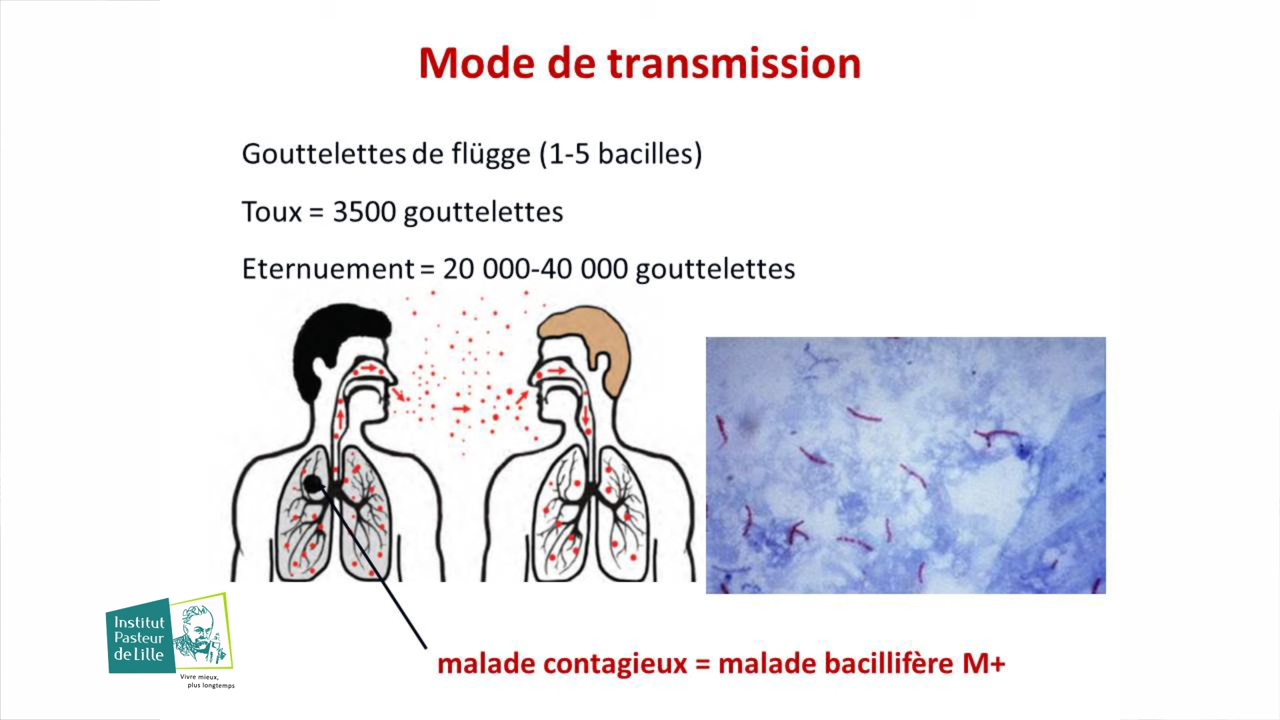 Mode de transmission
Gouttelettes de flügge (1-5 bacilles)
Toux = 3500 gouttelettes
Eternuement = 20 000-40 000 gouttelettes
Institut
Pasteur
de Lille
Vivre mieux,
plus longtemps
malade contagieux = malade bacillifère M+